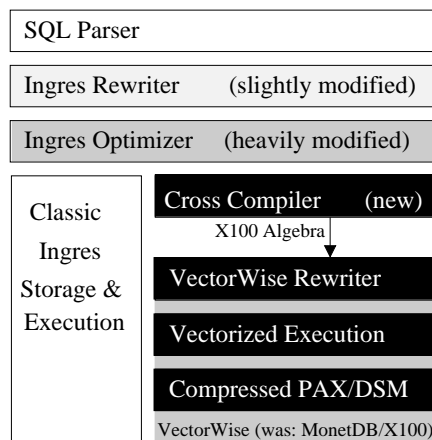 SQL Parser
Ingres Rewriter (slightly modified)
Ingres Optimizer (heavily modified)
Classic
Ingres
Storage &
Execution
Cross Compiler (new)
X100 Algebra
VectorWise Rewriter
Vectorized Execution
Compressed PAX/DSM
VectorWise (was: MonetDB/X100)